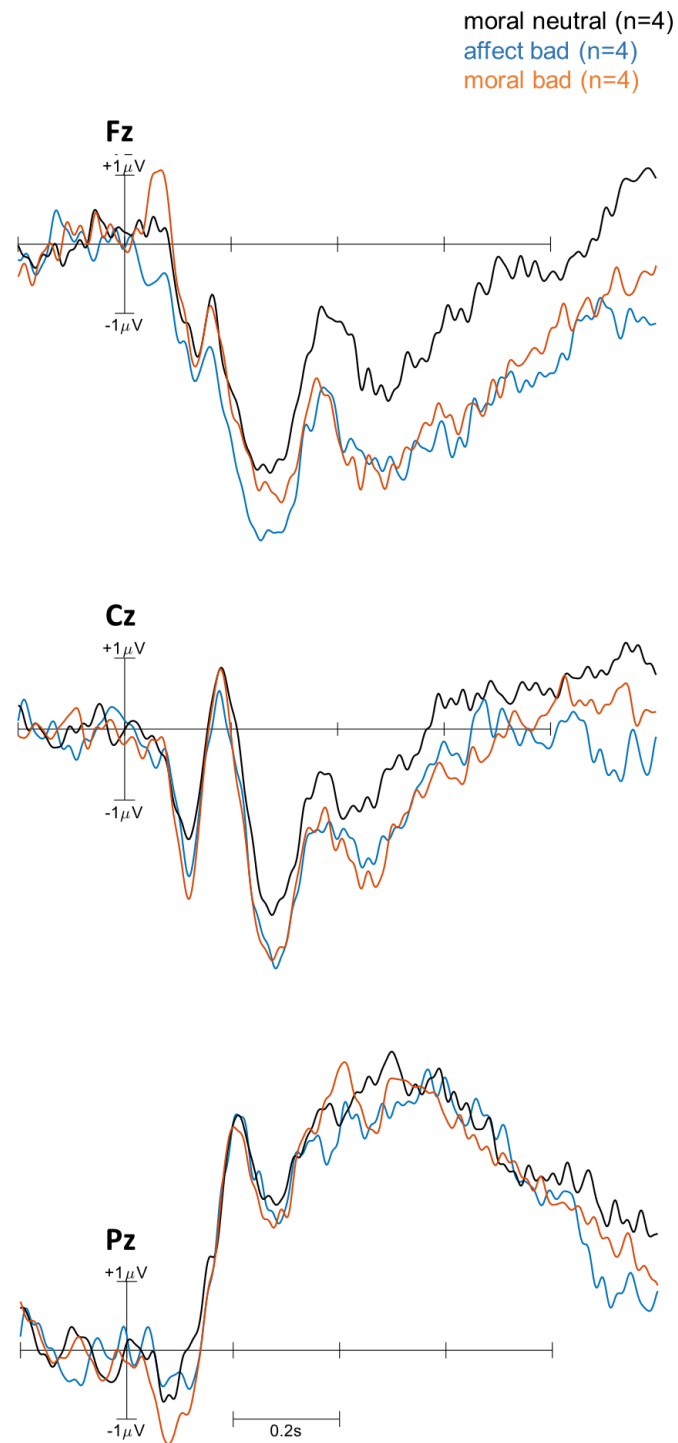 moral neutral (n=4)
affect bad (n=4)
moral bad (n=4)
Fz
+1μV
-1μV
Cz
+1μV
-1μV
Pz
+1μV
-1μV
0.2s